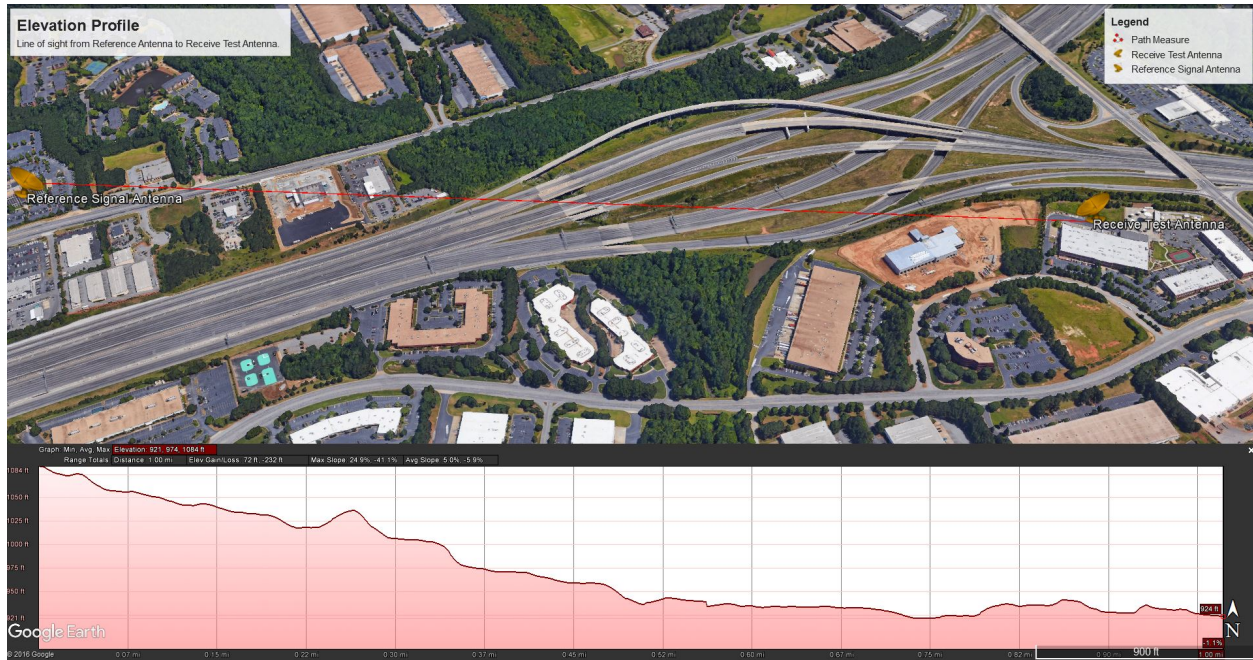 Elevation Profile
Line of sight from Reference Antenna to Receive Test Antenna.
Legend
Path Measure
Receive Test Antenna
Reference Signal Antenna
Reference Signal Antenna
Receive Test Antenna
Graph: Min, Avg, Max Elevation: 921, 974, 1084 ft
Range Totals: Distance: 1.00 mi Elev Gain/Loss: 72 ft, -232 ft Max Slope: 24.9%, -41.1% Avg Slope: 5.0%, -5.9%
1084 ft
1050 ft
1025 ft
1000 ft
975 ft
950 ft
921 ft
924 ft
-1.1%
Google Earth
N
© 2016 Google
0.07 mi 0.15 mi 0.22 mi 0.30 mi 0.37 mi 0.45 mi 0.52 mi 0.60 mi 0.67 mi 0.75 mi 0.82 mi 0.90 mi 1.00 mi
900 ft